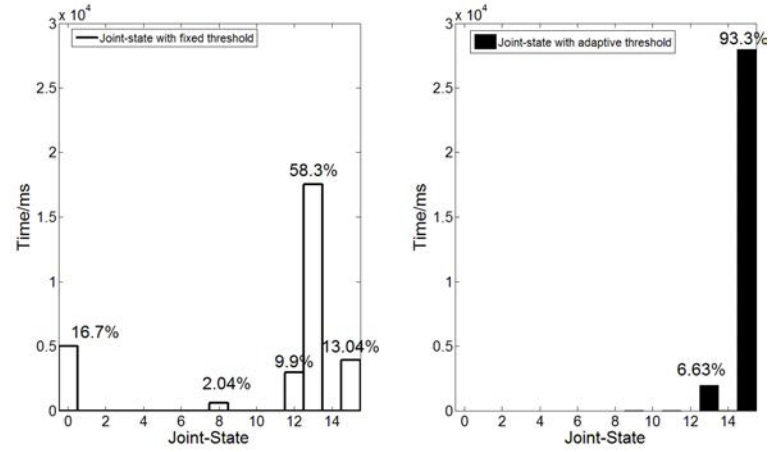 x 10^4
Joint-state with fixed threshold
3
2.5
2
1.5
1
0.5
0
Time/ms
16.7%
2.04%
9.9%
58.3%
13.04%
0 2 4 6 8 10 12 14
Joint-State
x 10^4
Joint-state with adaptive threshold
3
2.5
2
1.5
1
0.5
0
Time/ms
93.3%
6.63%
0 2 4 6 8 10 12 14
Joint-State